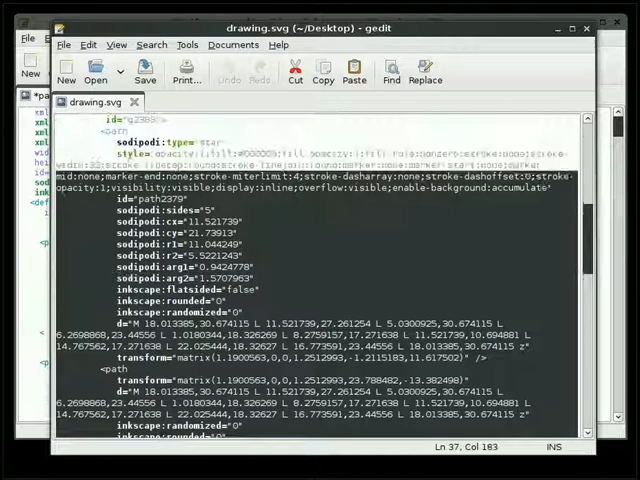 drawing.svg (~/Desktop) - gedit
File
File Edit View Search Tools Documents Help
New
New Open Save Print... Undo Redo Cut Copy Paste Find Replace
*pa
drawing.svg
id="g2383">
<path
sodipodi:type="star"
style=
mid:none;marker-end:none;stroke-miterlimit:4;stroke-dasharray:none;stroke-dashoffset:0;stroke-
opacity:1;visibility:visible;display:inline;overflow:visible;enable-background:accumulate"
id="path2379"
sodipodi:sides="5"
sodipodi:cx="11.521739"
sodipodi:cy="21.73913"
sodipodi:r1="11.044249"
sodipodi:r2="5.5221243"
sodipodi:arg1="0.9424778"
sodipodi:arg2="1.5707963"
inkscape:flatsided="false"
inkscape:rounded="0"
inkscape:randomized="0"
d="M 18.013385,30.674115 L 11.521739,27.261254 L 5.0300925,30.674115 L
6.2698868,23.44556 L 1.0180344,18.326269 L 8.2759157,17.271638 L 11.521739,10.694881 L
14.767562,17.271638 L 22.025444,18.32627 L 16.773591,23.44556 L 18.013385,30.674115 z"
transform="matrix(1.1900563,0,0,1.2512993,-1.2115183,11.617502)" />
<path
transform="matrix(1.1900563,0,0,1.2512993,23.788482,-13.382498)"
d="M 18.013385,30.674115 L 11.521739,27.261254 L 5.0300925,30.674115 L
6.2698868,23.44556 L 1.0180344,18.326269 L 8.2759157,17.271638 L 11.521739,10.694881 L
14.767562,17.271638 L 22.025444,18.32627 L 16.773591,23.44556 L 18.013385,30.674115 z"
inkscape:randomized="0"
inkscape:rounded="0"
Ln 37, Col 183 INS